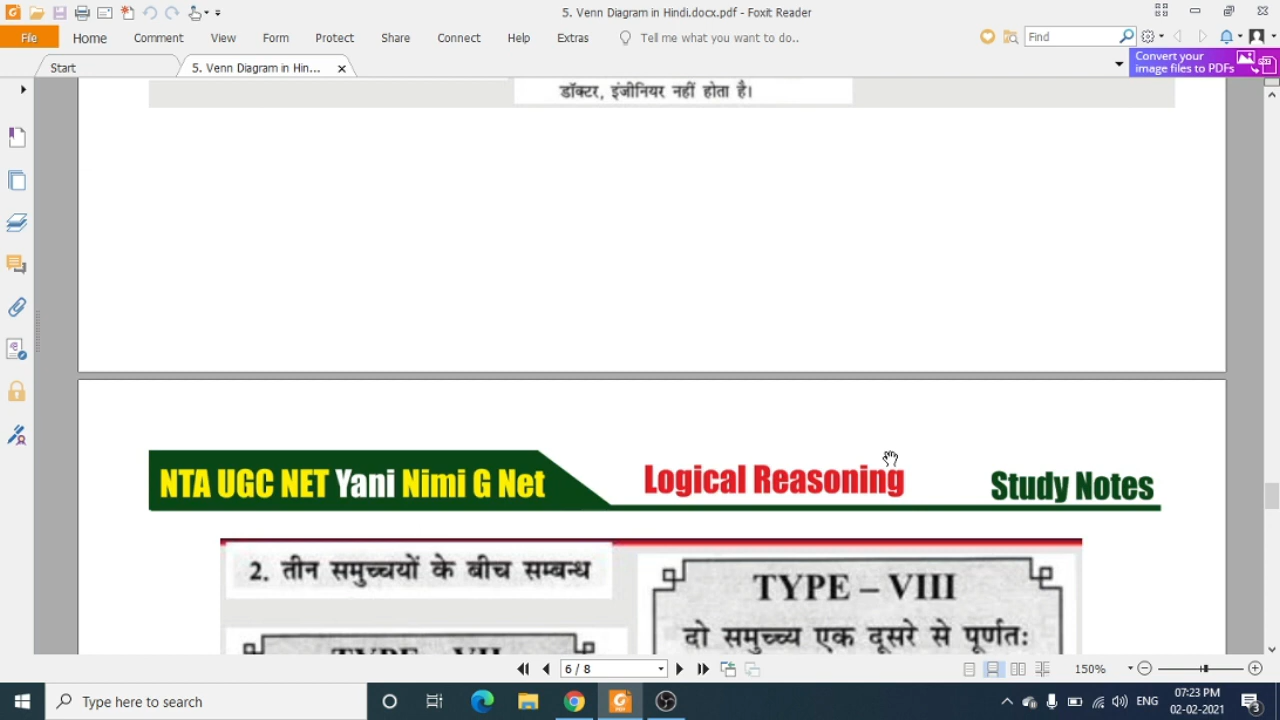 5. Venn Diagram in Hindi.docx.pdf - Foxit Reader
File Home Comment View Form Protect Share Connect Help Extras Tell me what you want to do.. Find
Start 5. Venn Diagram in Hin... Convert your
image files to PDFs
डॉक्टर, इंजीनियर नहीं होता है।
NTA UGC NET Yani Nimi G Net Logical Reasoning Study Notes
2. तीन समुच्चयों के बीच सम्बन्ध
TYPE – VIII
दो समुच्च्य एक दूसरे से पूर्णतः
TYPE – VII
6 / 8 150%
Type here to search ENG 07:23 PM
02-02-2021 3